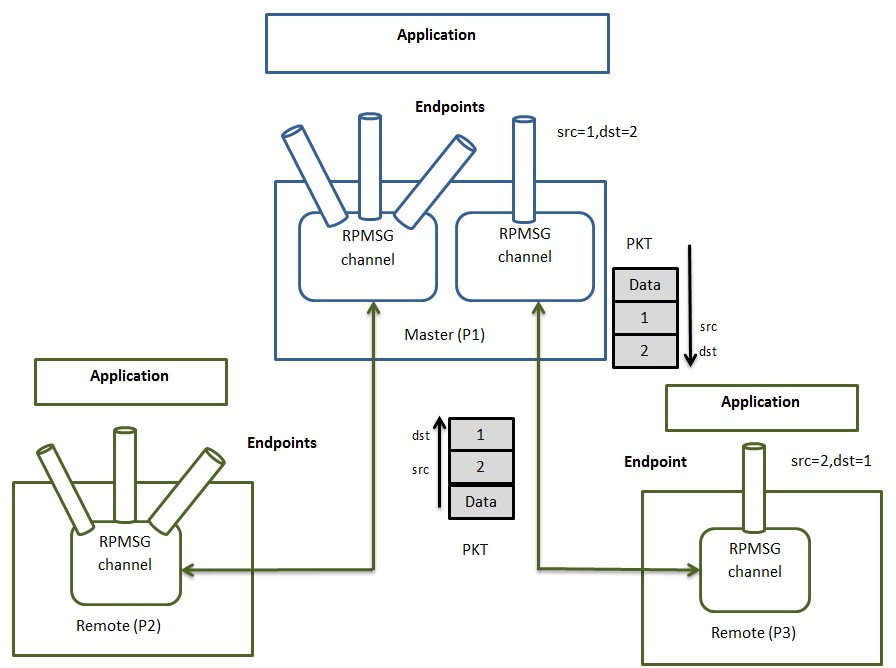 Application
Endpoints
src=1,dst=2
RPMSG
channel
RPMSG
channel
Master (P1)
PKT
Data
1
2
src
dst
Application
Endpoints
RPMSG
channel
Remote (P2)
dst
src
1
2
Data
PKT
Application
Endpoint
src=2,dst=1
RPMSG
channel
Remote (P3)